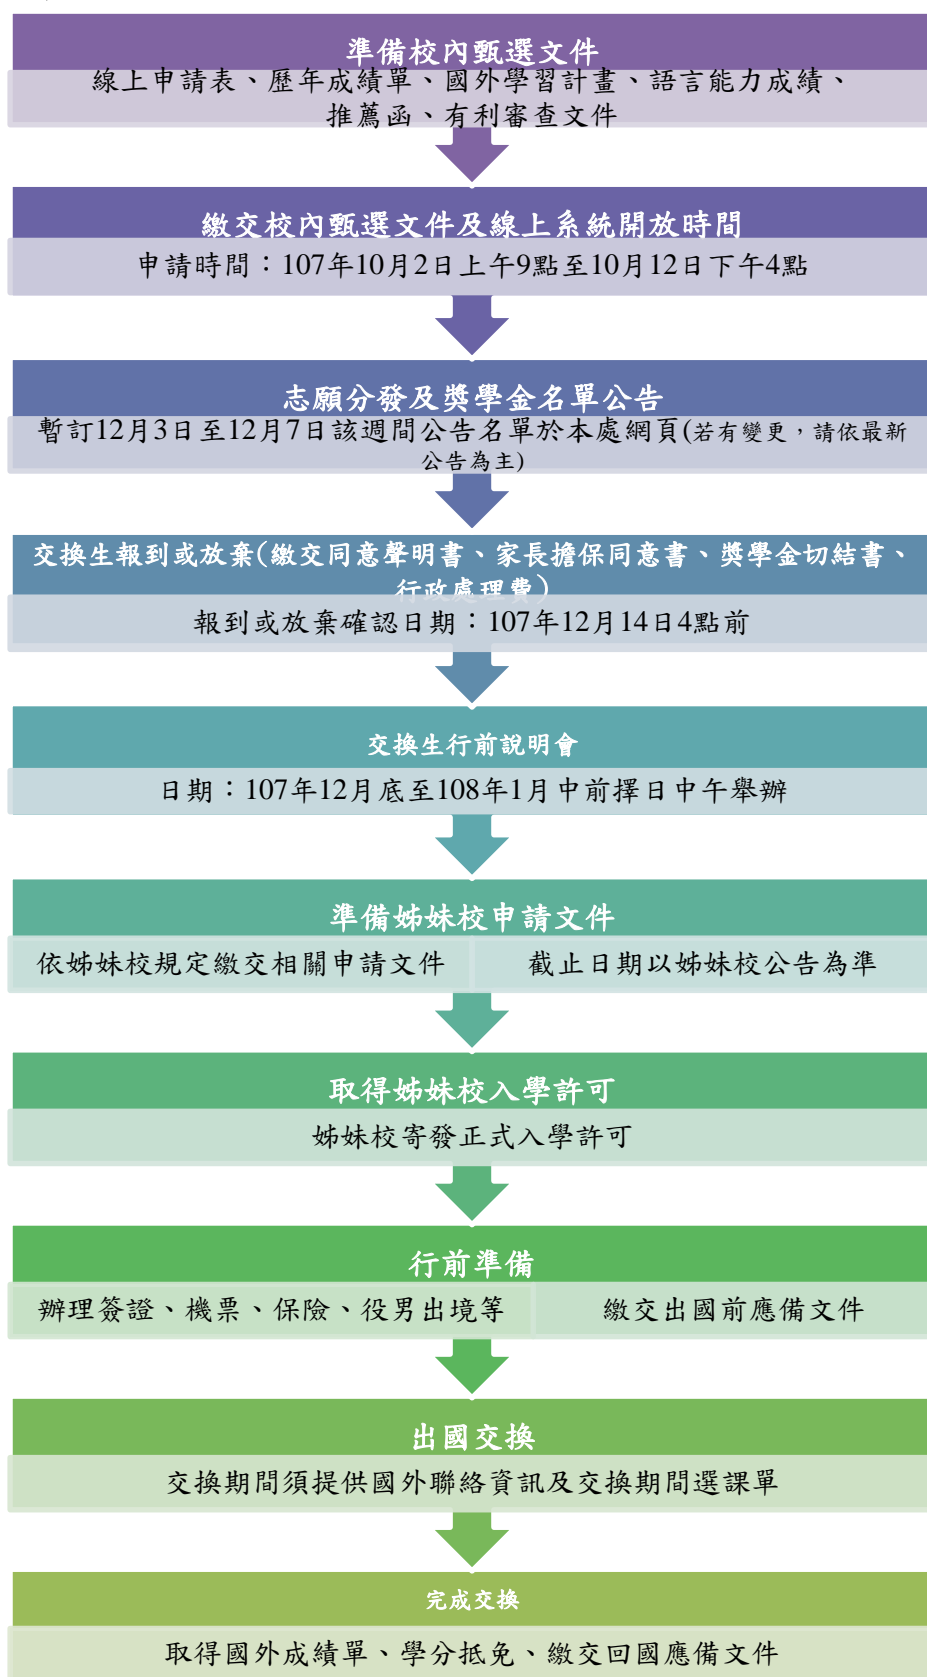 準備校內甄選文件
線上申請表、歷年成績單、國外學習計畫、語言能力成績、
推薦函、有利審查文件
繳交校內甄選文件及線上系統開放時間
申請時間：107年10月2日上午9點至10月12日下午4點
志願分發及獎學金名單公告
暫訂12月3日至12月7日該週間公告名單於本處網頁(若有變更，請依最新
公告為主)
交換生報到或放棄(繳交同意聲明書、家長擔保同意書、獎學金切結書、
行政處理費)
報到或放棄確認日期：107年12月14日4點前
交換生行前說明會
日期：107年12月底至108年1月中前擇日中午舉辦
準備姊妹校申請文件
依姊妹校規定繳交相關申請文件 截止日期以姊妹校公告為準
取得姊妹校入學許可
姊妹校寄發正式入學許可
行前準備
辦理簽證、機票、保險、役男出境等 繳交出國前應備文件
出國交換
交換期間須提供國外聯絡資訊及交換期間選課單
完成交換
取得國外成績單、學分抵免、繳交回國應備文件